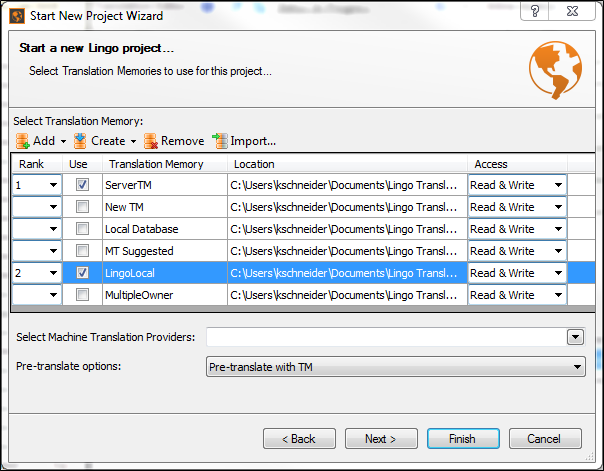 Start New Project Wizard
Start a new Lingo project...
Select Translation Memories to use for this project...
Select Translation Memory:
Add Create Remove Import...
Rank Use Translation Memory Location Access
1 ServerTM C:\Users\kschneider\Documents\Lingo Transl... Read & Write
New TM C:\Users\kschneider\Documents\Lingo Transl... Read & Write
Local Database C:\Users\kschneider\Documents\Lingo Transl... Read & Write
MT Suggested C:\Users\kschneider\Documents\Lingo Transl... Read & Write
2 LingoLocal C:\Users\kschneider\Documents\Lingo Transl... Read & Write
MultipleOwner C:\Users\kschneider\Documents\Lingo Transl... Read & Write
Select Machine Translation Providers:
Pre-translate options: Pre-translate with TM
< Back Next > Finish Cancel